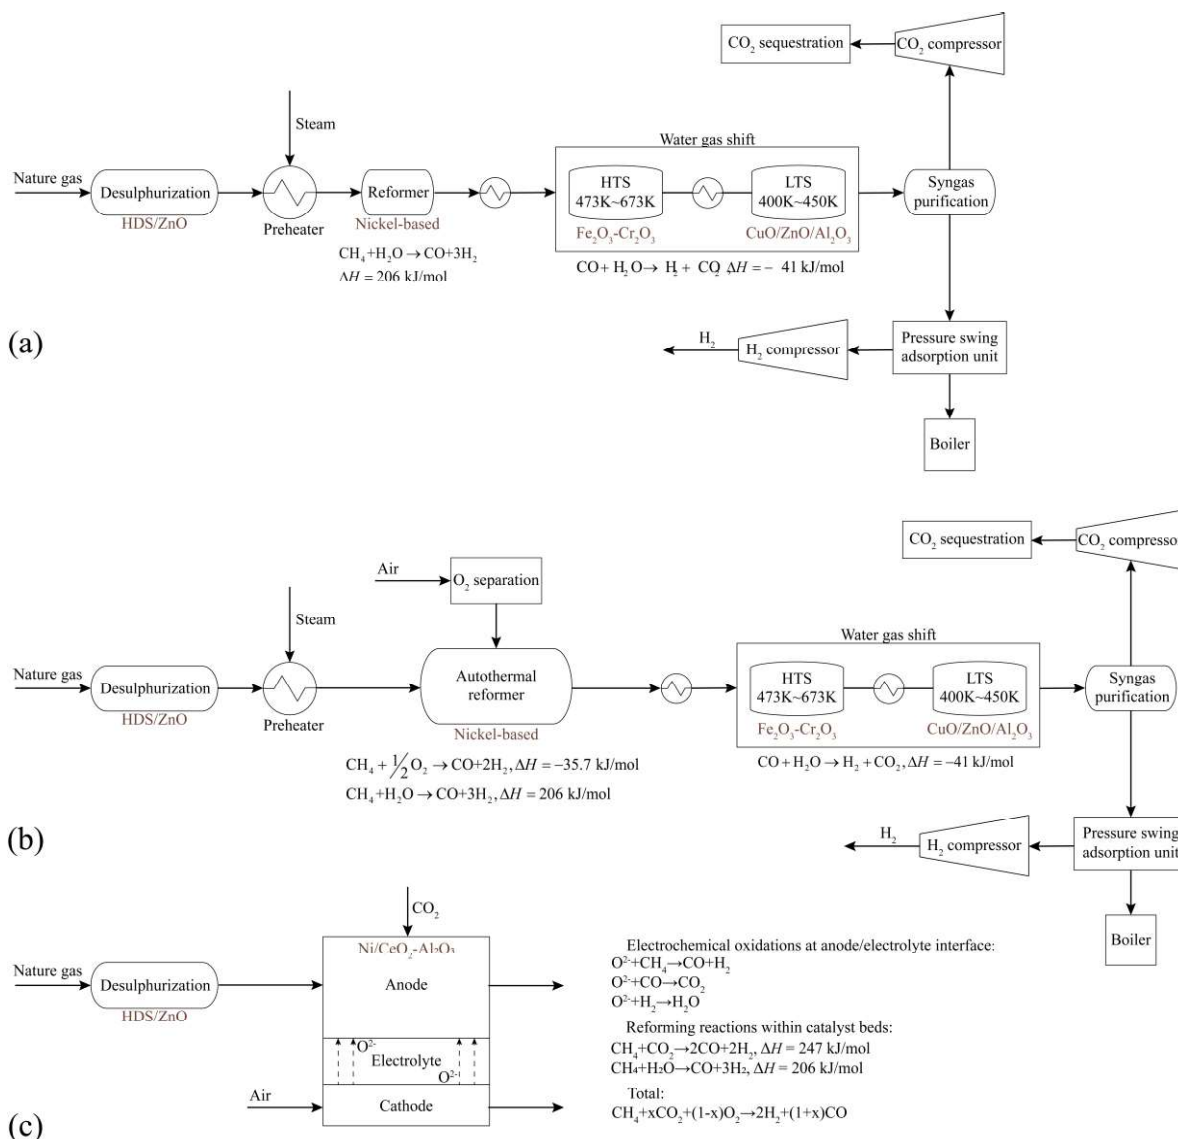 CO₂ sequestration
CO₂ compressor
Steam
Water gas shift
Nature gas
Desulphurization
HDS/ZnO
Preheater
Reformer
Nickel-based
CH₄+H₂O → CO+3H₂
ΔH = 206 kJ/mol
HTS
473K~673K
Fe₂O₃-Cr₂O₃
LTS
400K~450K
CuO/ZnO/Al₂O₃
CO + H₂O → H₂ + CO₂, ΔH = − 41 kJ/mol
Syngas
purification
(a)
H₂
H₂ compressor
Pressure swing
adsorption unit
Boiler
CO₂ sequestration
CO₂ compressor
Air
O₂ separation
Steam
Water gas shift
Nature gas
Desulphurization
HDS/ZnO
Preheater
Autothermal
reformer
Nickel-based
CH₄ + 1/2 O₂ → CO+2H₂, ΔH = −35.7 kJ/mol
CH₄+H₂O → CO+3H₂, ΔH = 206 kJ/mol
HTS
473K~673K
Fe₂O₃-Cr₂O₃
LTS
400K~450K
CuO/ZnO/Al₂O₃
CO + H₂O → H₂ + CO₂, ΔH = −41 kJ/mol
Syngas
purification
(b)
H₂
H₂ compressor
Pressure swing
adsorption unit
Boiler
CO₂
Nature gas
Desulphurization
HDS/ZnO
Ni/CeO₂-Al₂O₃
Anode
O²⁻
Electrolyte
O²⁻
Air
Cathode
Electrochemical oxidations at anode/electrolyte interface:
O²⁻+CH₄→CO+H₂
O²⁻+CO→CO₂
O²⁻+H₂→H₂O
Reforming reactions within catalyst beds:
CH₄+CO₂→2CO+2H₂, ΔH = 247 kJ/mol
CH₄+H₂O→CO+3H₂, ΔH = 206 kJ/mol
Total:
CH₄+xCO₂+(1-x)O₂→2H₂+(1+x)CO
(c)